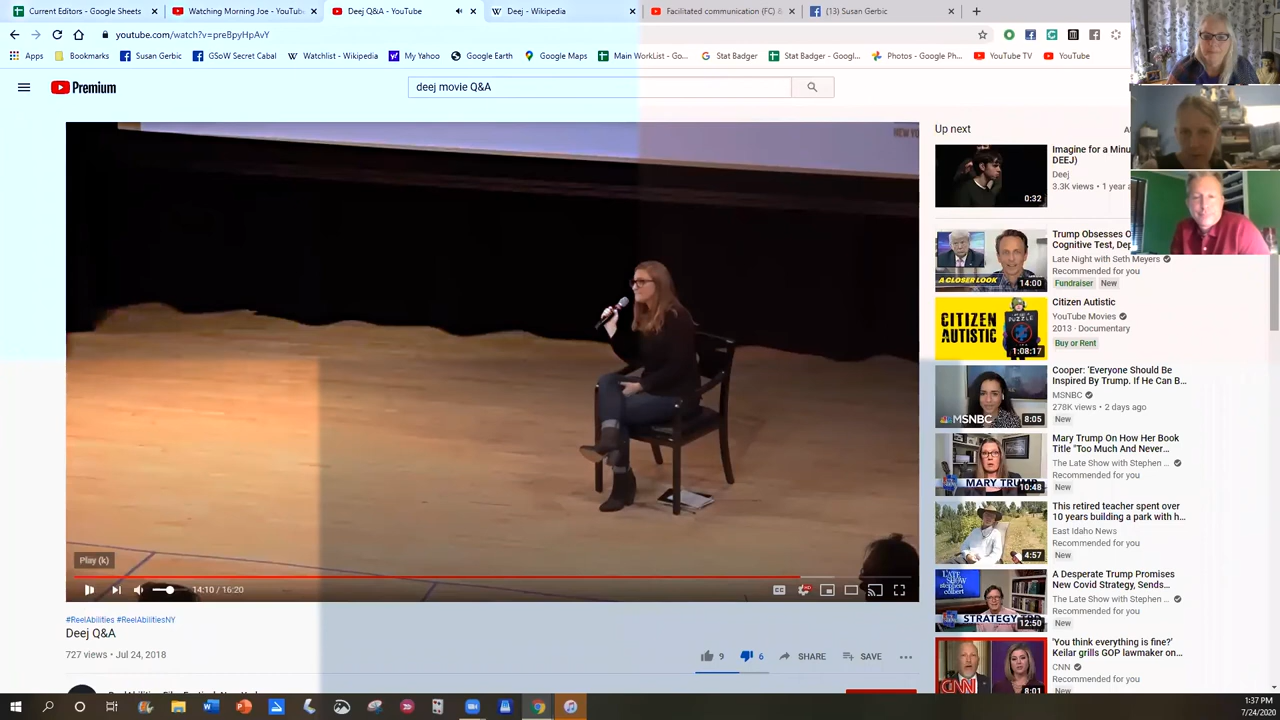 Current Editors - Google Sheets
Watching Morning Joe - YouTube
Deej Q&A - YouTube
Deej - Wikipedia
Facilitated communication (FC) &
(13) Susan Gerbic
youtube.com/watch?v=preBpyHpAvY
Apps
Bookmarks
Susan Gerbic
GSoW Secret Cabal
Watchlist - Wikipedia
My Yahoo
Google Earth
Google Maps
Main WorkList - Go...
Stat Badger
Stat Badger - Googl...
Photos - Google Ph...
YouTube TV
YouTube
Premium
deej movie Q&A
Up next
Imagine for a Minu
DEEJ)
Deej
3.3K views • 1 year a
0:32
Trump Obsesses O
Cognitive Test, Dep
Late Night with Seth Meyers
Recommended for you
Fundraiser New
A CLOSER LOOK
14:00
Citizen Autistic
YouTube Movies
2013 · Documentary
Buy or Rent
CITIZEN
AUTISTIC
1:08:17
Cooper: 'Everyone Should Be
Inspired By Trump. If He Can B...
MSNBC
278K views • 2 days ago
New
MSNBC
8:05
Mary Trump On How Her Book
Title "Too Much And Never...
The Late Show with Stephen ...
Recommended for you
New
MARY TRUMP
10:48
This retired teacher spent over
10 years building a park with h...
East Idaho News
Recommended for you
New
4:57
A Desperate Trump Promises
New Covid Strategy, Sends...
The Late Show with Stephen ...
Recommended for you
New
12:50
'You think everything is fine?'
Keilar grills GOP lawmaker on...
CNN
Recommended for you
New
CNN
8:01
Play (k)
14:10 / 16:20
#ReelAbilities #ReelAbilitiesNY
Deej Q&A
727 views • Jul 24, 2018
9
6
SHARE
SAVE
1:37 PM
7/24/2020